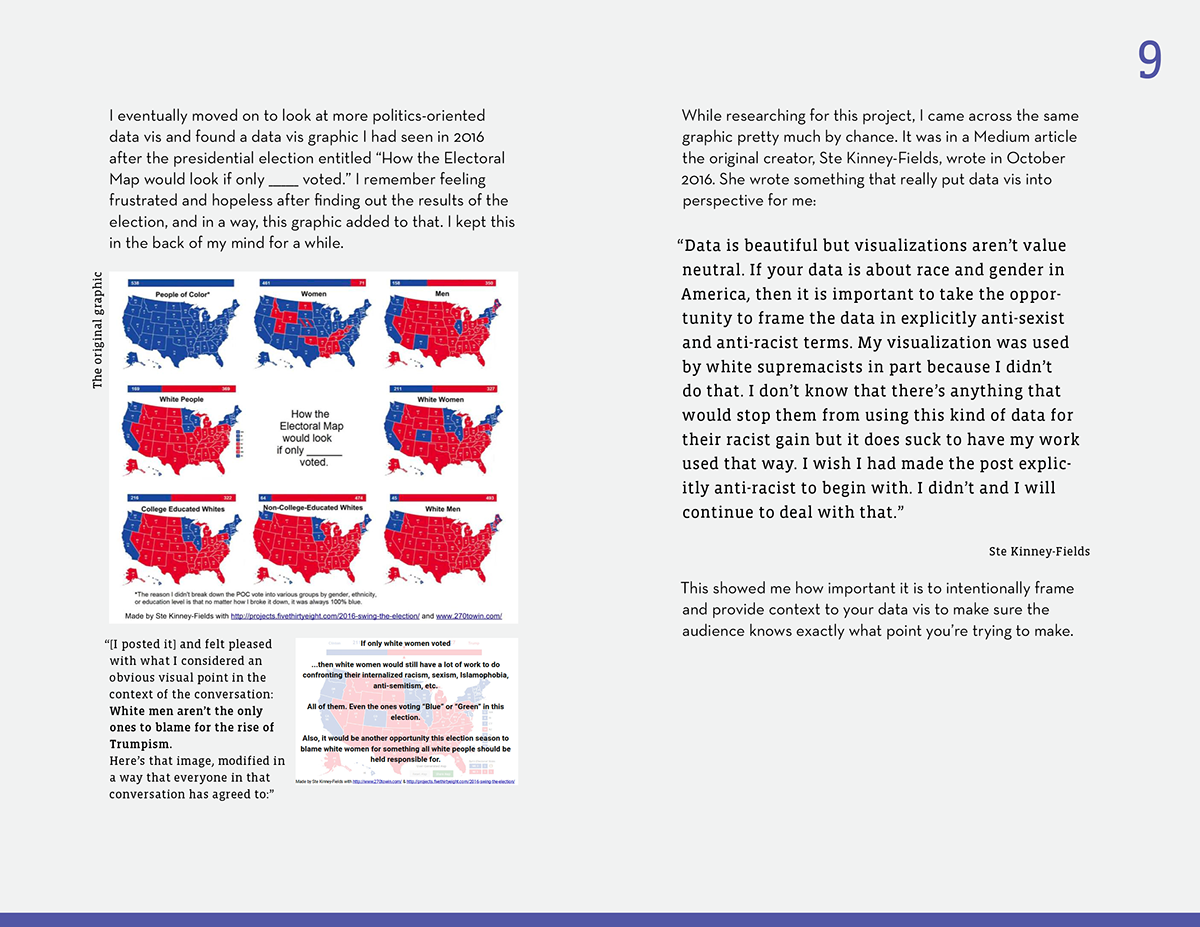 9
I eventually moved on to look at more politics-oriented
data vis and found a data vis graphic I had seen in 2016
after the presidential election entitled “How the Electoral
Map would look if only ____ voted.” I remember feeling
frustrated and hopeless after finding out the results of the
election, and in a way, this graphic added to that. I kept this
in the back of my mind for a while.
The original graphic
538
People of Color*
Women
Men
White People
How the
Electoral Map
would look
if only ______
voted.
White Women
College Educated Whites
Non-College-Educated Whites
White Men
*The reason I didn't break down the POC vote into various groups by gender, ethnicity,
or education level is that no matter how I broke it down, it was always 100% blue.
Made by Ste Kinney-Fields with http://projects.fivethirtyeight.com/2016-swing-the-election/ and www.270towin.com/
“[I posted it] and felt pleased
with what I considered an
obvious visual point in the
context of the conversation:
White men aren’t the only
ones to blame for the rise of
Trumpism.
Here’s that image, modified in
a way that everyone in that
conversation has agreed to:”
If only white women voted
...then white women would still have a lot of work to do
confronting their internalized racism, sexism, Islamophobia,
anti-semitism, etc.
All of them. Even the ones voting “Blue” or “Green” in this
election.
Also, it would be another opportunity this election season to
blame white women for something all white people should be
held responsible for.
Made by Ste Kinney-Fields with http://www.270towin.com/ & http://projects.fivethirtyeight.com/2016-swing-the-election/
While researching for this project, I came across the same
graphic pretty much by chance. It was in a Medium article
the original creator, Ste Kinney-Fields, wrote in October
2016. She wrote something that really put data vis into
perspective for me:
“Data is beautiful but visualizations aren’t value
neutral. If your data is about race and gender in
America, then it is important to take the oppor-
tunity to frame the data in explicitly anti-sexist
and anti-racist terms. My visualization was used
by white supremacists in part because I didn’t
do that. I don’t know that there’s anything that
would stop them from using this kind of data for
their racist gain but it does suck to have my work
used that way. I wish I had made the post explic-
itly anti-racist to begin with. I didn’t and I will
continue to deal with that.”
Ste Kinney-Fields
This showed me how important it is to intentionally frame
and provide context to your data vis to make sure the
audience knows exactly what point you’re trying to make.